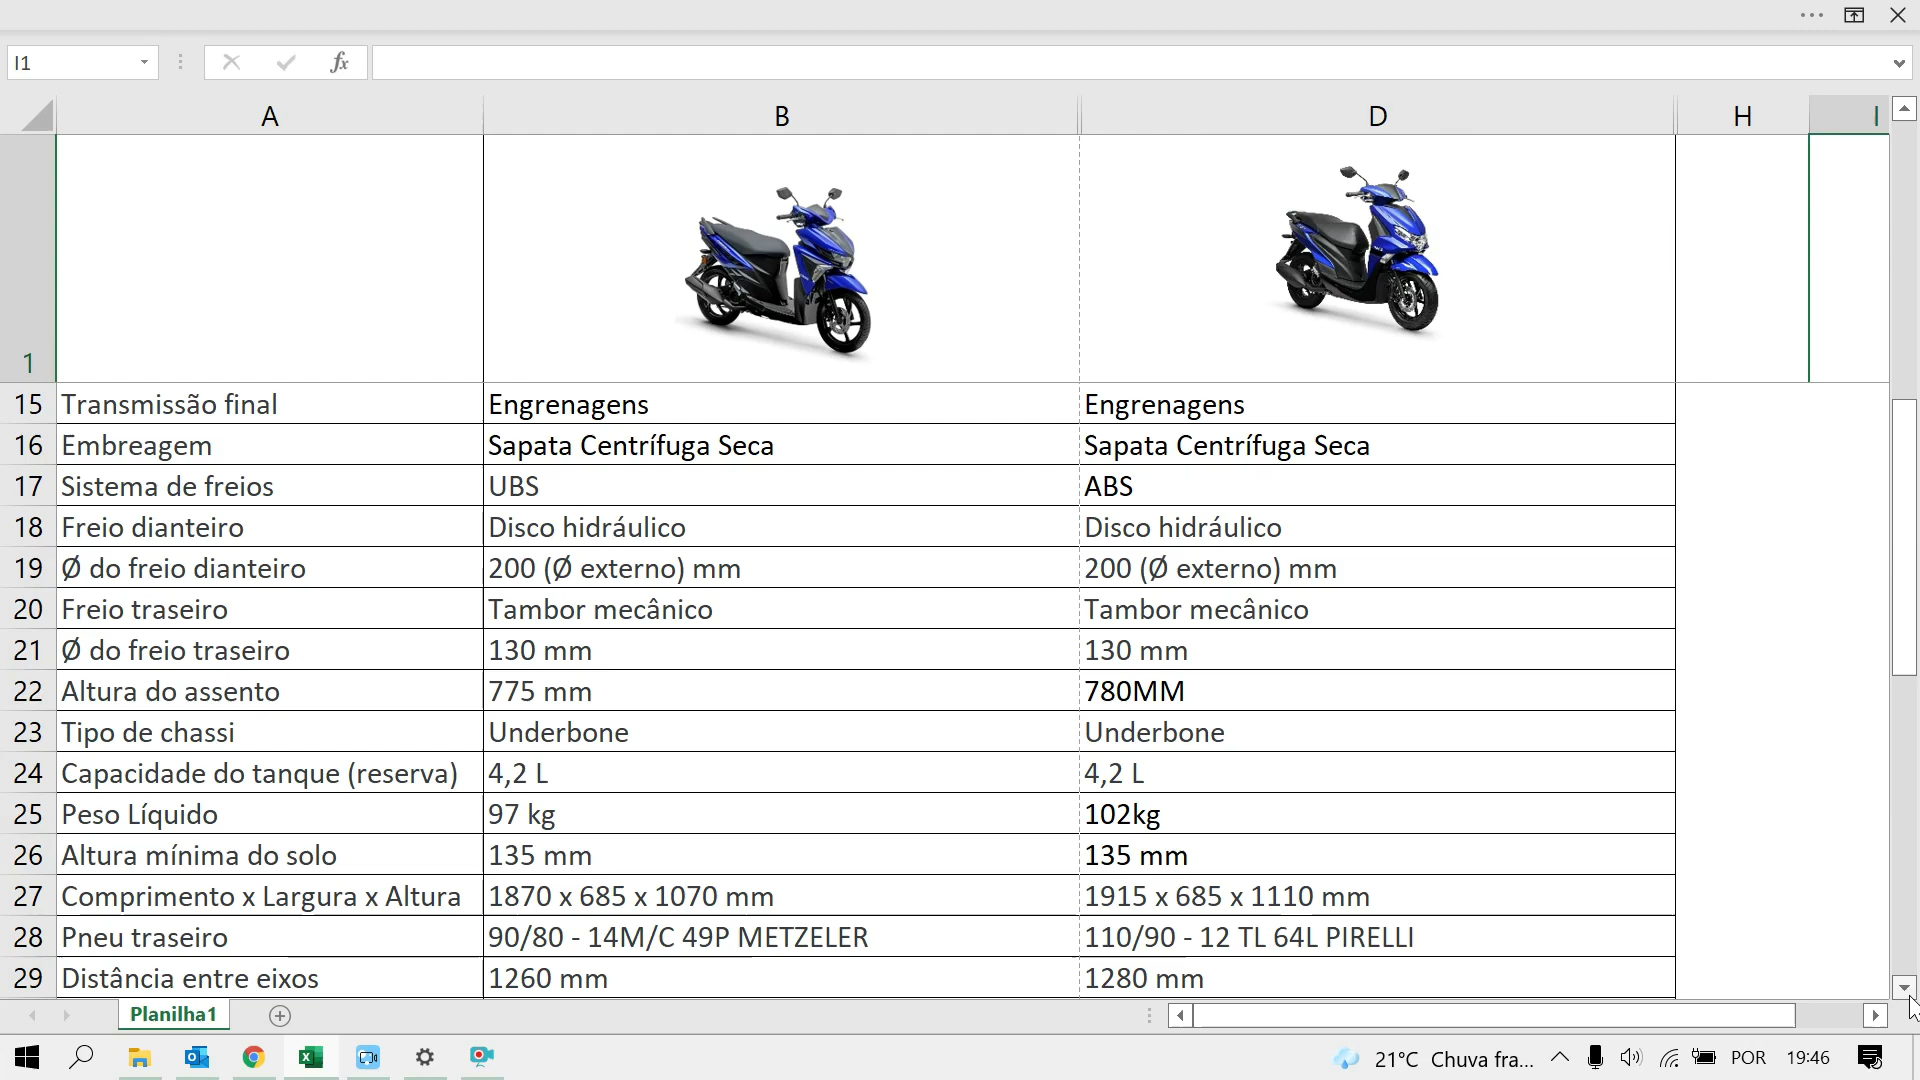 I1
fx
A B D H I
1
15 Transmissão final Engrenagens Engrenagens
16 Embreagem Sapata Centrífuga Seca Sapata Centrífuga Seca
17 Sistema de freios UBS ABS
18 Freio dianteiro Disco hidráulico Disco hidráulico
19 Ø do freio dianteiro 200 (Ø externo) mm 200 (Ø externo) mm
20 Freio traseiro Tambor mecânico Tambor mecânico
21 Ø do freio traseiro 130 mm 130 mm
22 Altura do assento 775 mm 780MM
23 Tipo de chassi Underbone Underbone
24 Capacidade do tanque (reserva) 4,2 L 4,2 L
25 Peso Líquido 97 kg 102kg
26 Altura mínima do solo 135 mm 135 mm
27 Comprimento x Largura x Altura 1870 x 685 x 1070 mm 1915 x 685 x 1110 mm
28 Pneu traseiro 90/80 - 14M/C 49P METZELER 110/90 - 12 TL 64L PIRELLI
29 Distância entre eixos 1260 mm 1280 mm
Planilha1
21°C Chuva fra... POR 19:46